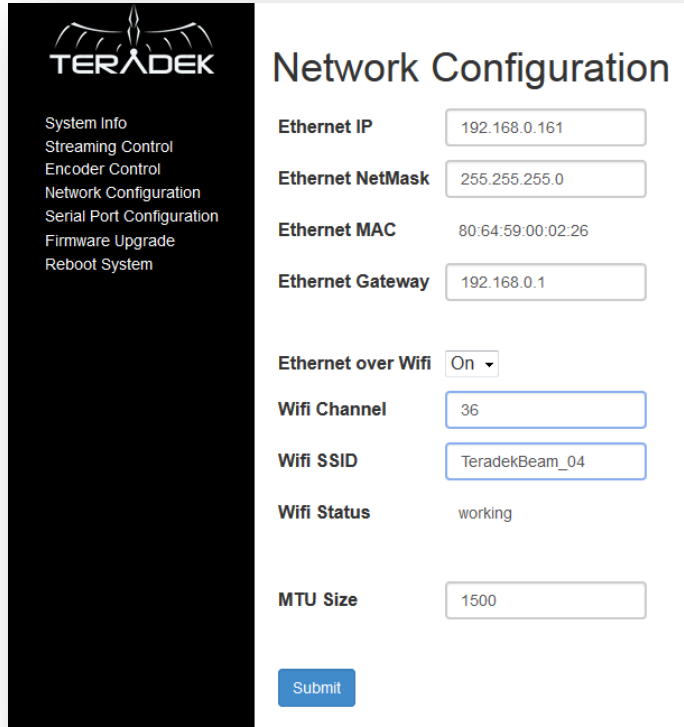 TERADEK
System Info
Streaming Control
Encoder Control
Network Configuration
Serial Port Configuration
Firmware Upgrade
Reboot System
Network Configuration
Ethernet IP 192.168.0.161
Ethernet NetMask 255.255.255.0
Ethernet MAC 80:64:59:00:02:26
Ethernet Gateway 192.168.0.1
Ethernet over Wifi On
Wifi Channel 36
Wifi SSID TeradekBeam_04
Wifi Status working
MTU Size 1500
Submit